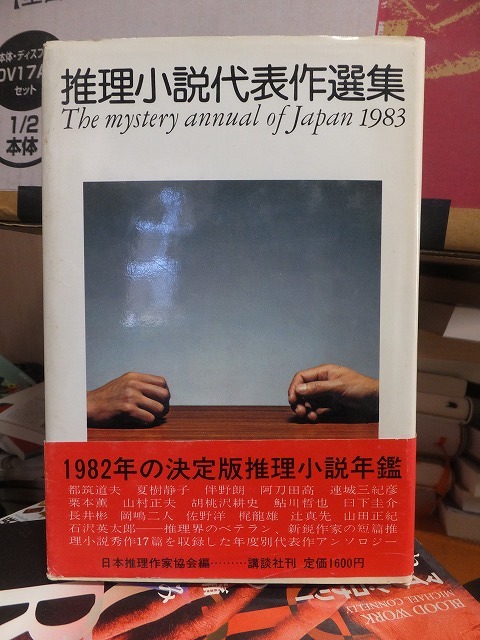 本体・ディスプ
DV17A
セット
1/2
本体
推理小説代表作選集
The mystery annual of Japan 1983
1982年の決定版推理小説年鑑
都筑道夫 夏樹静子 伴野朗 阿刀田高 連城三紀彦
栗本薫 山村正夫 胡桃沢耕史 鮎川哲也 日下圭介
長井彬 岡嶋二人 佐野洋 梶龍雄 辻真先 山田正紀
石沢英太郎──推理界のベテラン、新鋭作家の短篇推
理小説秀作17篇を収録した年度別代表作アンソロジー
日本推理作家協会編………講談社刊 定価1600円
BLOOD WORK
MICHAEL CONNELLY